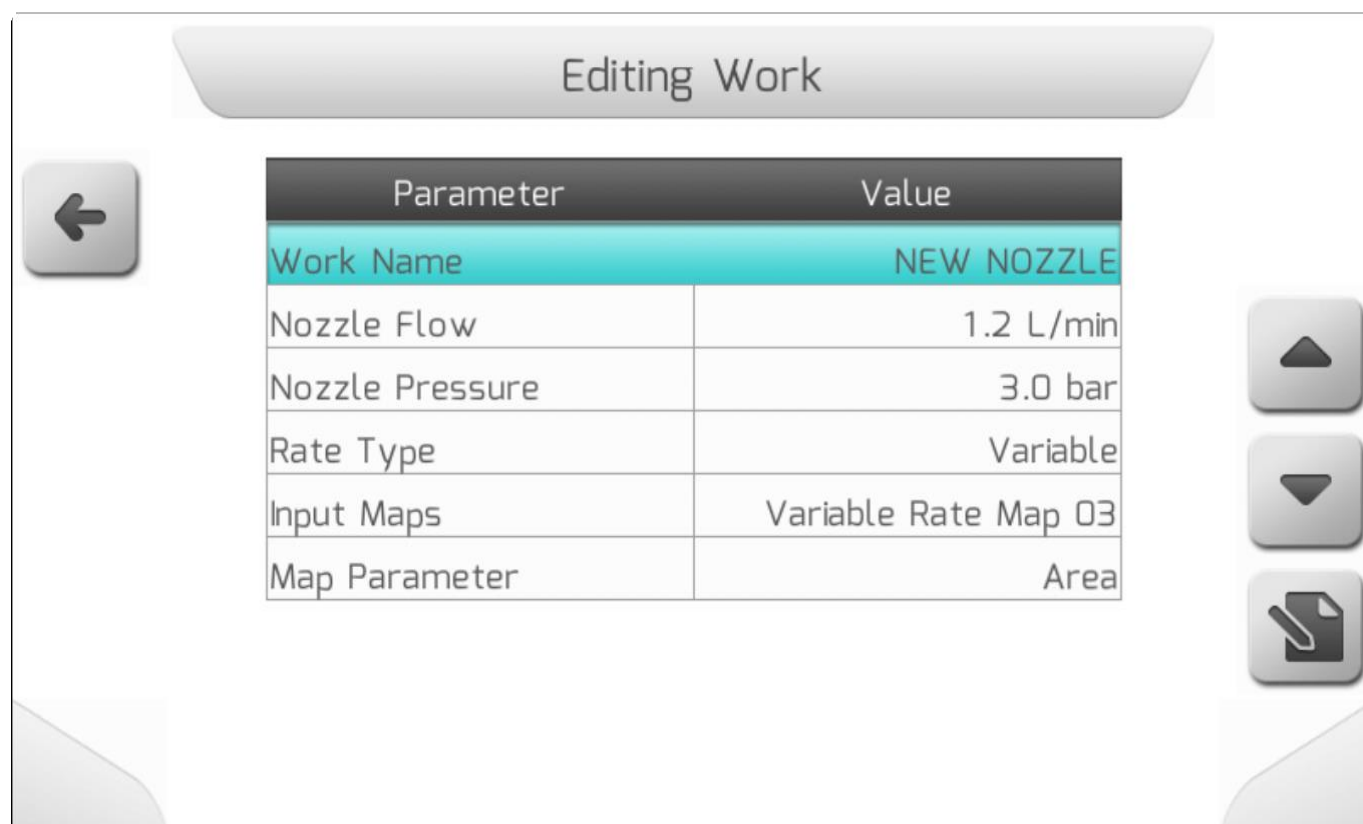 Editing Work
Parameter Value
Work Name NEW NOZZLE
Nozzle Flow 1.2 L/min
Nozzle Pressure 3.0 bar
Rate Type Variable
Input Maps Variable Rate Map 03
Map Parameter Area